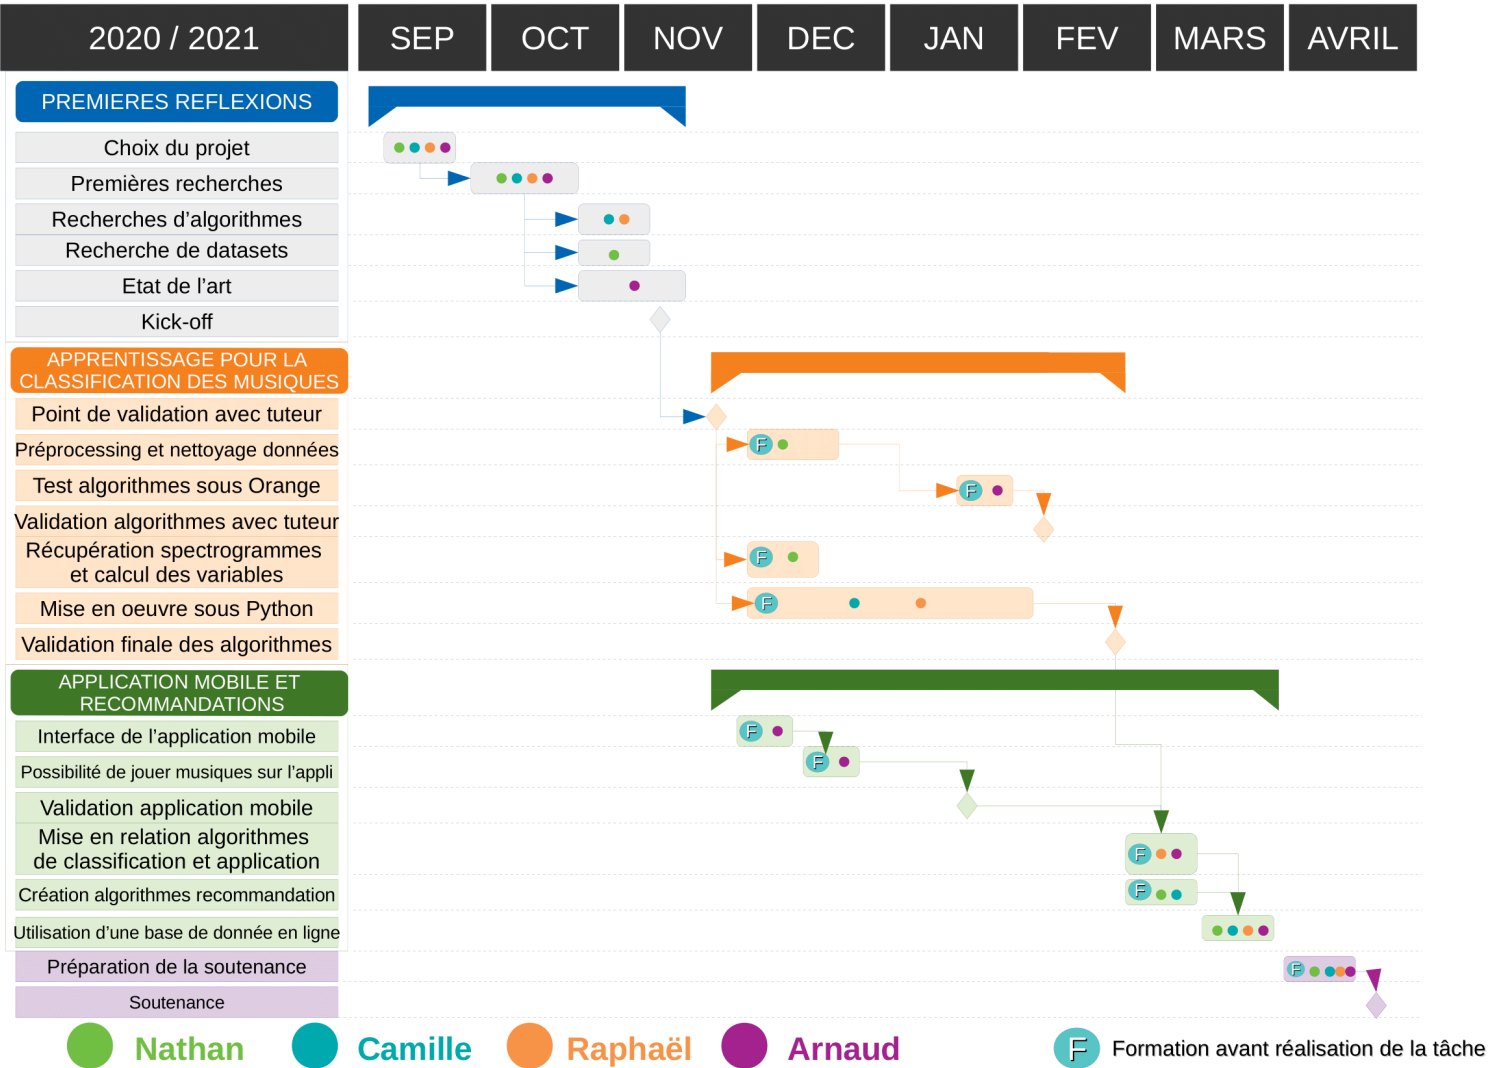 2020 / 2021
SEP
OCT
NOV
DEC
JAN
FEV
MARS
AVRIL
PREMIERES REFLEXIONS
Choix du projet
Premières recherches
Recherches d’algorithmes
Recherche de datasets
Etat de l’art
Kick-off
APPRENTISSAGE POUR LA
CLASSIFICATION DES MUSIQUES
Point de validation avec tuteur
Préprocessing et nettoyage données
F
Test algorithmes sous Orange
F
Validation algorithmes avec tuteur
Récupération spectrogrammes
et calcul des variables
F
Mise en oeuvre sous Python
F
Validation finale des algorithmes
APPLICATION MOBILE ET
RECOMMANDATIONS
Interface de l’application mobile
F
Possibilité de jouer musiques sur l’appli
F
Validation application mobile
Mise en relation algorithmes
de classification et application
F
Création algorithmes recommandation
F
Utilisation d’une base de donnée en ligne
Préparation de la soutenance
F
Soutenance
Nathan
Camille
Raphaël
Arnaud
F
Formation avant réalisation de la tâche